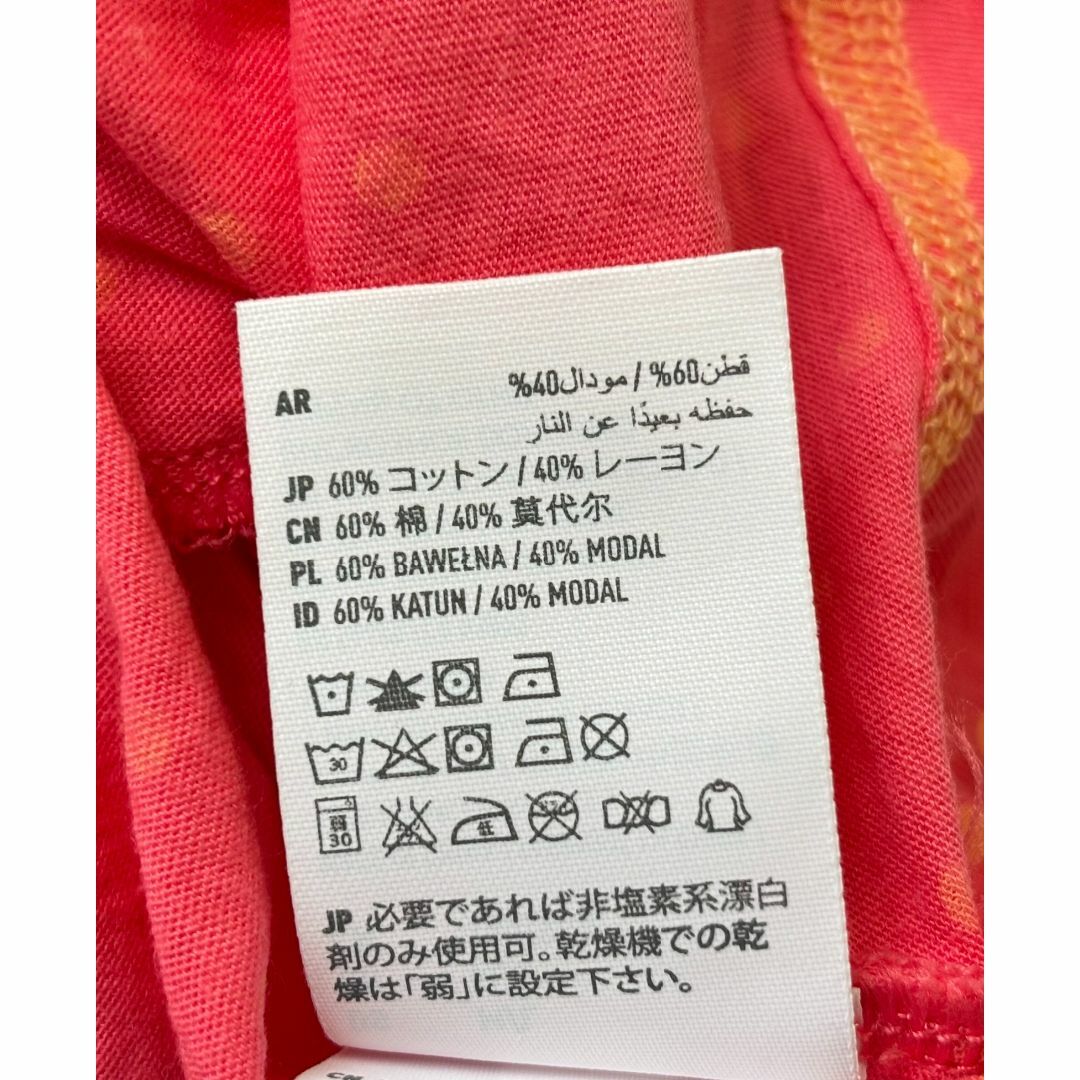 AR
قطن60% / مودال40%
حفظه بعيدًا عن النار
JP 60% コットン / 40% レーヨン
CN 60% 棉 / 40% 莫代尔
PL 60% BAWEŁNA / 40% MODAL
ID 60% KATUN / 40% MODAL
30
弱
30
低
JP 必要であれば非塩素系漂白
剤のみ使用可。乾燥機での乾
燥は「弱」に設定下さい。